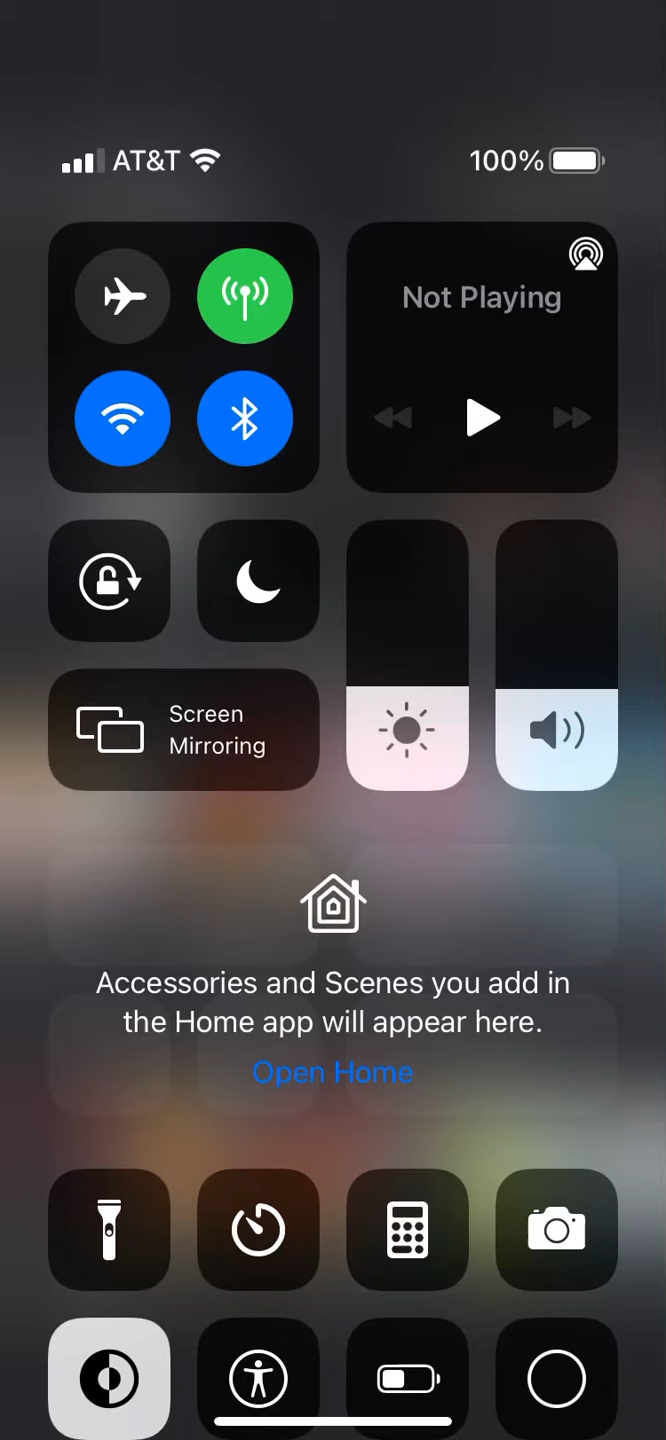 AT&T
100%
Not Playing
Screen
Mirroring
Accessories and Scenes you add in
the Home app will appear here.
Open Home